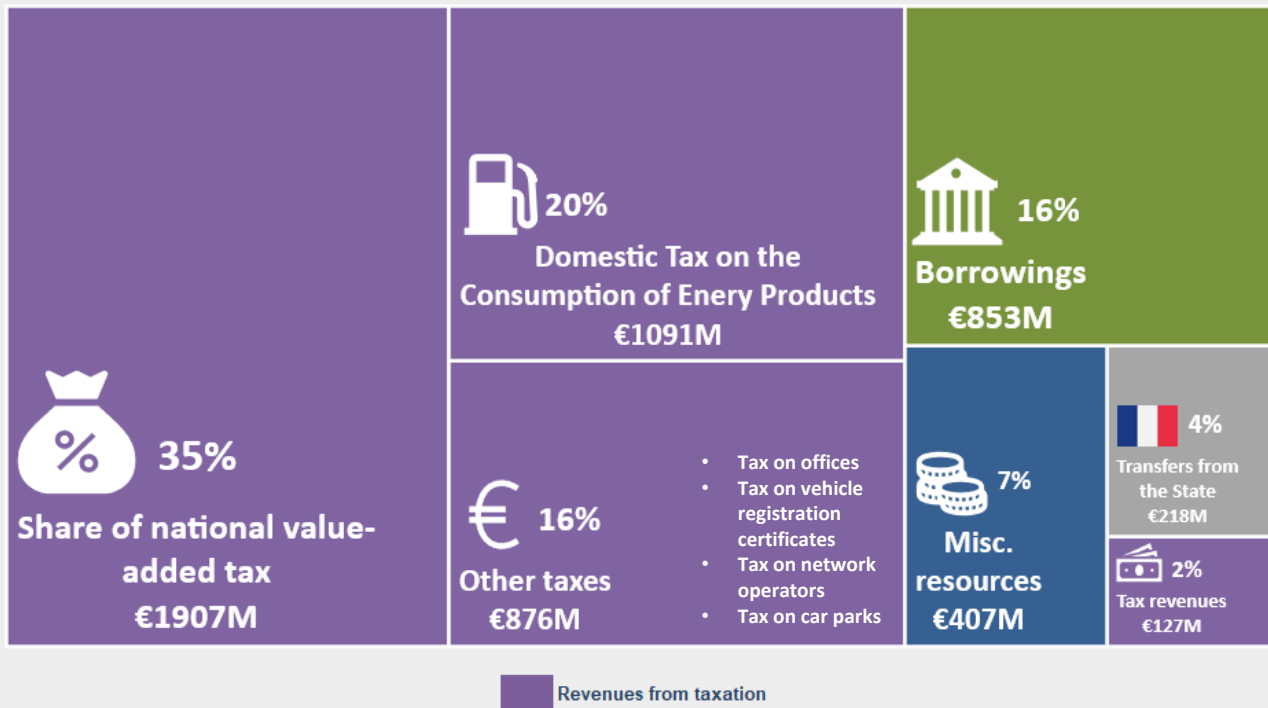 35%
Share of national value-
added tax
€1907M
20%
Domestic Tax on the
Consumption of Enery Products
€1091M
16%
Other taxes
€876M
• Tax on offices
• Tax on vehicle
registration
certificates
• Tax on network
operators
• Tax on car parks
16%
Borrowings
€853M
7%
Misc.
resources
€407M
4%
Transfers from
the State
€218M
2%
Tax revenues
€127M
Revenues from taxation